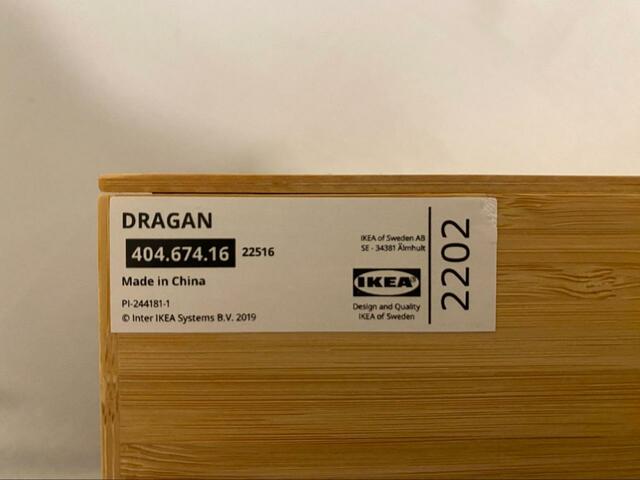 DRAGAN
404.674.16 22516
Made in China
PI-244181-1
© Inter IKEA Systems B.V. 2019
IKEA of Sweden AB
SE - 34381 Älmhult
IKEA®
Design and Quality
IKEA of Sweden
2202